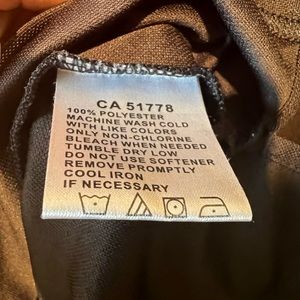 CA 51778
100% POLYESTER
MACHINE WASH COLD
WITH LIKE COLORS
ONLY NON-CHLORINE
BLEACH WHEN NEEDED
TUMBLE DRY LOW
DO NOT USE SOFTENER
REMOVE PROMPTLY
COOL IRON
IF NECESSARY